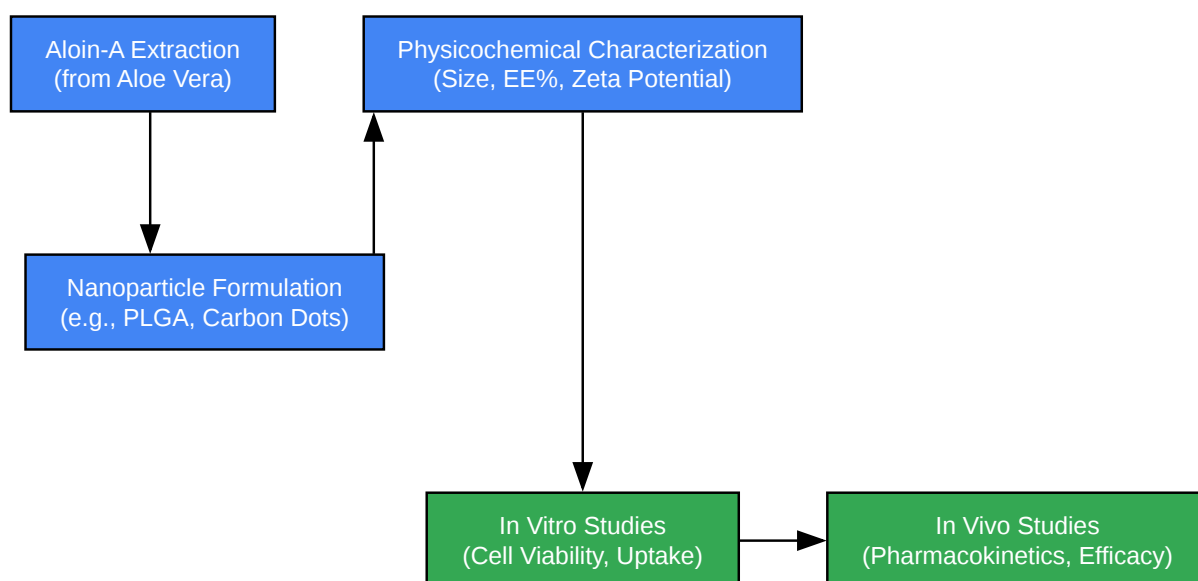 Aloin-A Extraction
(from Aloe Vera)
Physicochemical Characterization
(Size, EE%, Zeta Potential)
Nanoparticle Formulation
(e.g., PLGA, Carbon Dots)
In Vitro Studies
(Cell Viability, Uptake)
In Vivo Studies
(Pharmacokinetics, Efficacy)